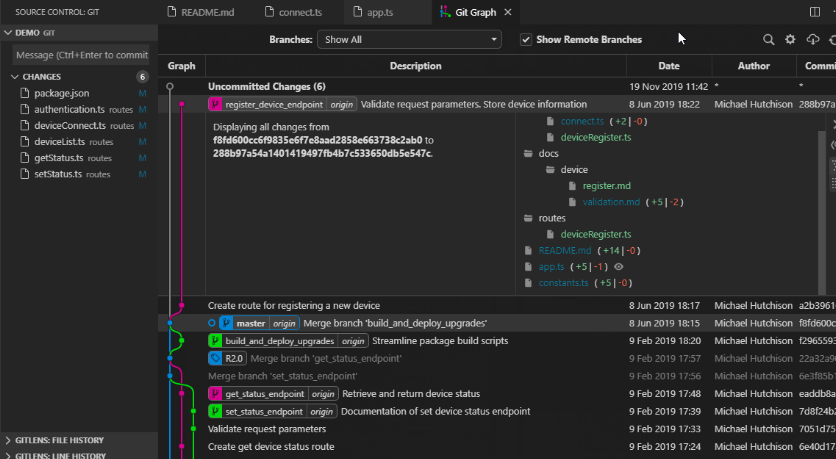 SOURCE CONTROL: GIT
README.md connect.ts app.ts Git Graph
DEMO GIT
Branches: Show All Show Remote Branches
Message (Ctrl+Enter to commit
Graph Description Date Author Commi
CHANGES 6
Uncommitted Changes (6) 19 Nov 2019 11:42 * *
package.json M
register_device_endpoint origin Validate request parameters. Store device information 8 Jun 2019 18:22 Michael Hutchison 288b97a
authentication.ts routes M
deviceConnect.ts routes M
deviceList.ts routes M
getStatus.ts routes M
setStatus.ts routes M
Displaying all changes from
f8fd600cc6f9835e6f7e8aad2858e663738c2ab0 to
288b97a54a1401419497fb4b7c533650db5e547c.
connect.ts (+2|-0)
deviceRegister.ts
docs
device
register.md
validation.md (+5|-2)
routes
deviceRegister.ts
README.md (+14|-0)
app.ts (+5|-1)
constants.ts (+5|-0)
Create route for registering a new device 8 Jun 2019 18:17 Michael Hutchison a2b3961
master origin Merge branch 'build_and_deploy_upgrades' 8 Jun 2019 18:15 Michael Hutchison f8fd600
build_and_deploy_upgrades origin Streamline package build scripts 9 Feb 2019 18:20 Michael Hutchison f296559
R2.0 Merge branch 'get_status_endpoint' 9 Feb 2019 17:57 Michael Hutchison 22a32a9
Merge branch 'set_status_endpoint' 9 Feb 2019 17:56 Michael Hutchison 6e3f85b
get_status_endpoint origin Retrieve and return device status 9 Feb 2019 17:48 Michael Hutchison eaddb8a
set_status_endpoint origin Documentation of set device status endpoint 9 Feb 2019 17:39 Michael Hutchison 7d8f24b
Validate request parameters 9 Feb 2019 17:33 Michael Hutchison 7051d75
Create get device status route 9 Feb 2019 17:24 Michael Hutchison 6e40d17
GITLENS: FILE HISTORY
GITLENS: LINE HISTORY